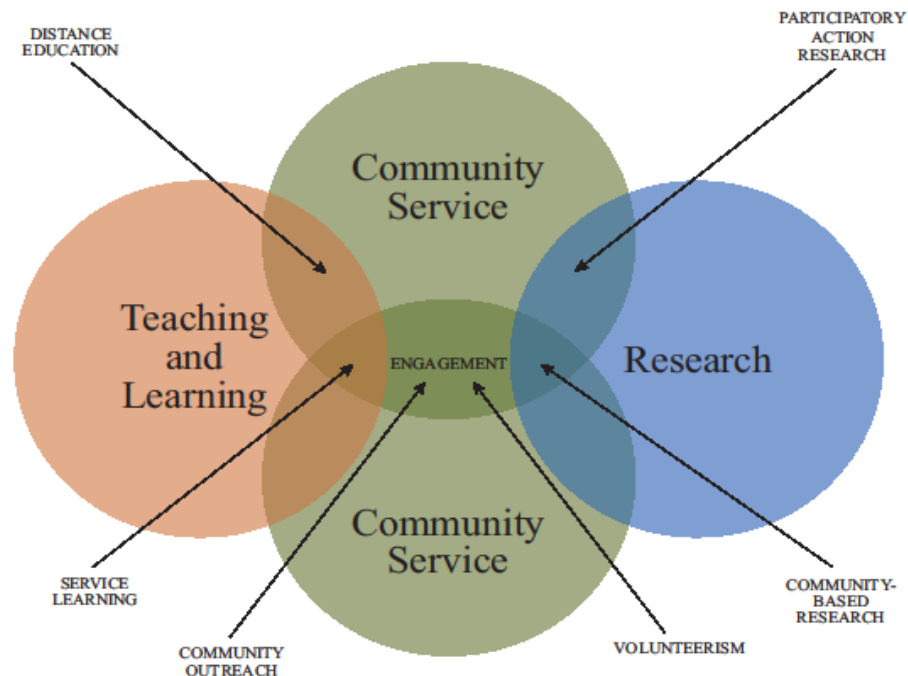 DISTANCE
EDUCATION
PARTICIPATORY
ACTION
RESEARCH
Community
Service
Teaching
and
Learning
ENGAGEMENT
Research
Community
Service
SERVICE
LEARNING
COMMUNITY
OUTREACH
VOLUNTEERISM
COMMUNITY-
BASED
RESEARCH